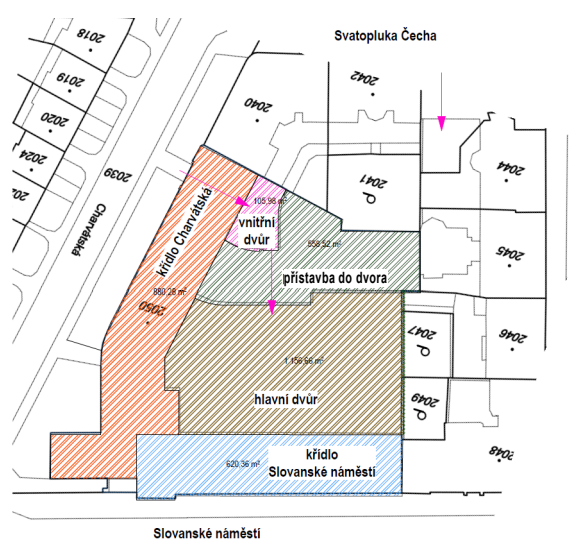 Svatopluka Čecha
2018
2019
2020
2024
2039
2040
2042
2041
2044
2045
2046
2047
2049
2048
2050
Charvátská
křídlo Charvátská
880,28 m²
105,98 m²
vnitřní
dvůr
558,52 m²
přístavba do dvora
1 156,66 m²
hlavní dvůr
620,36 m²
křídlo
Slovanské náměstí
Slovanské náměstí